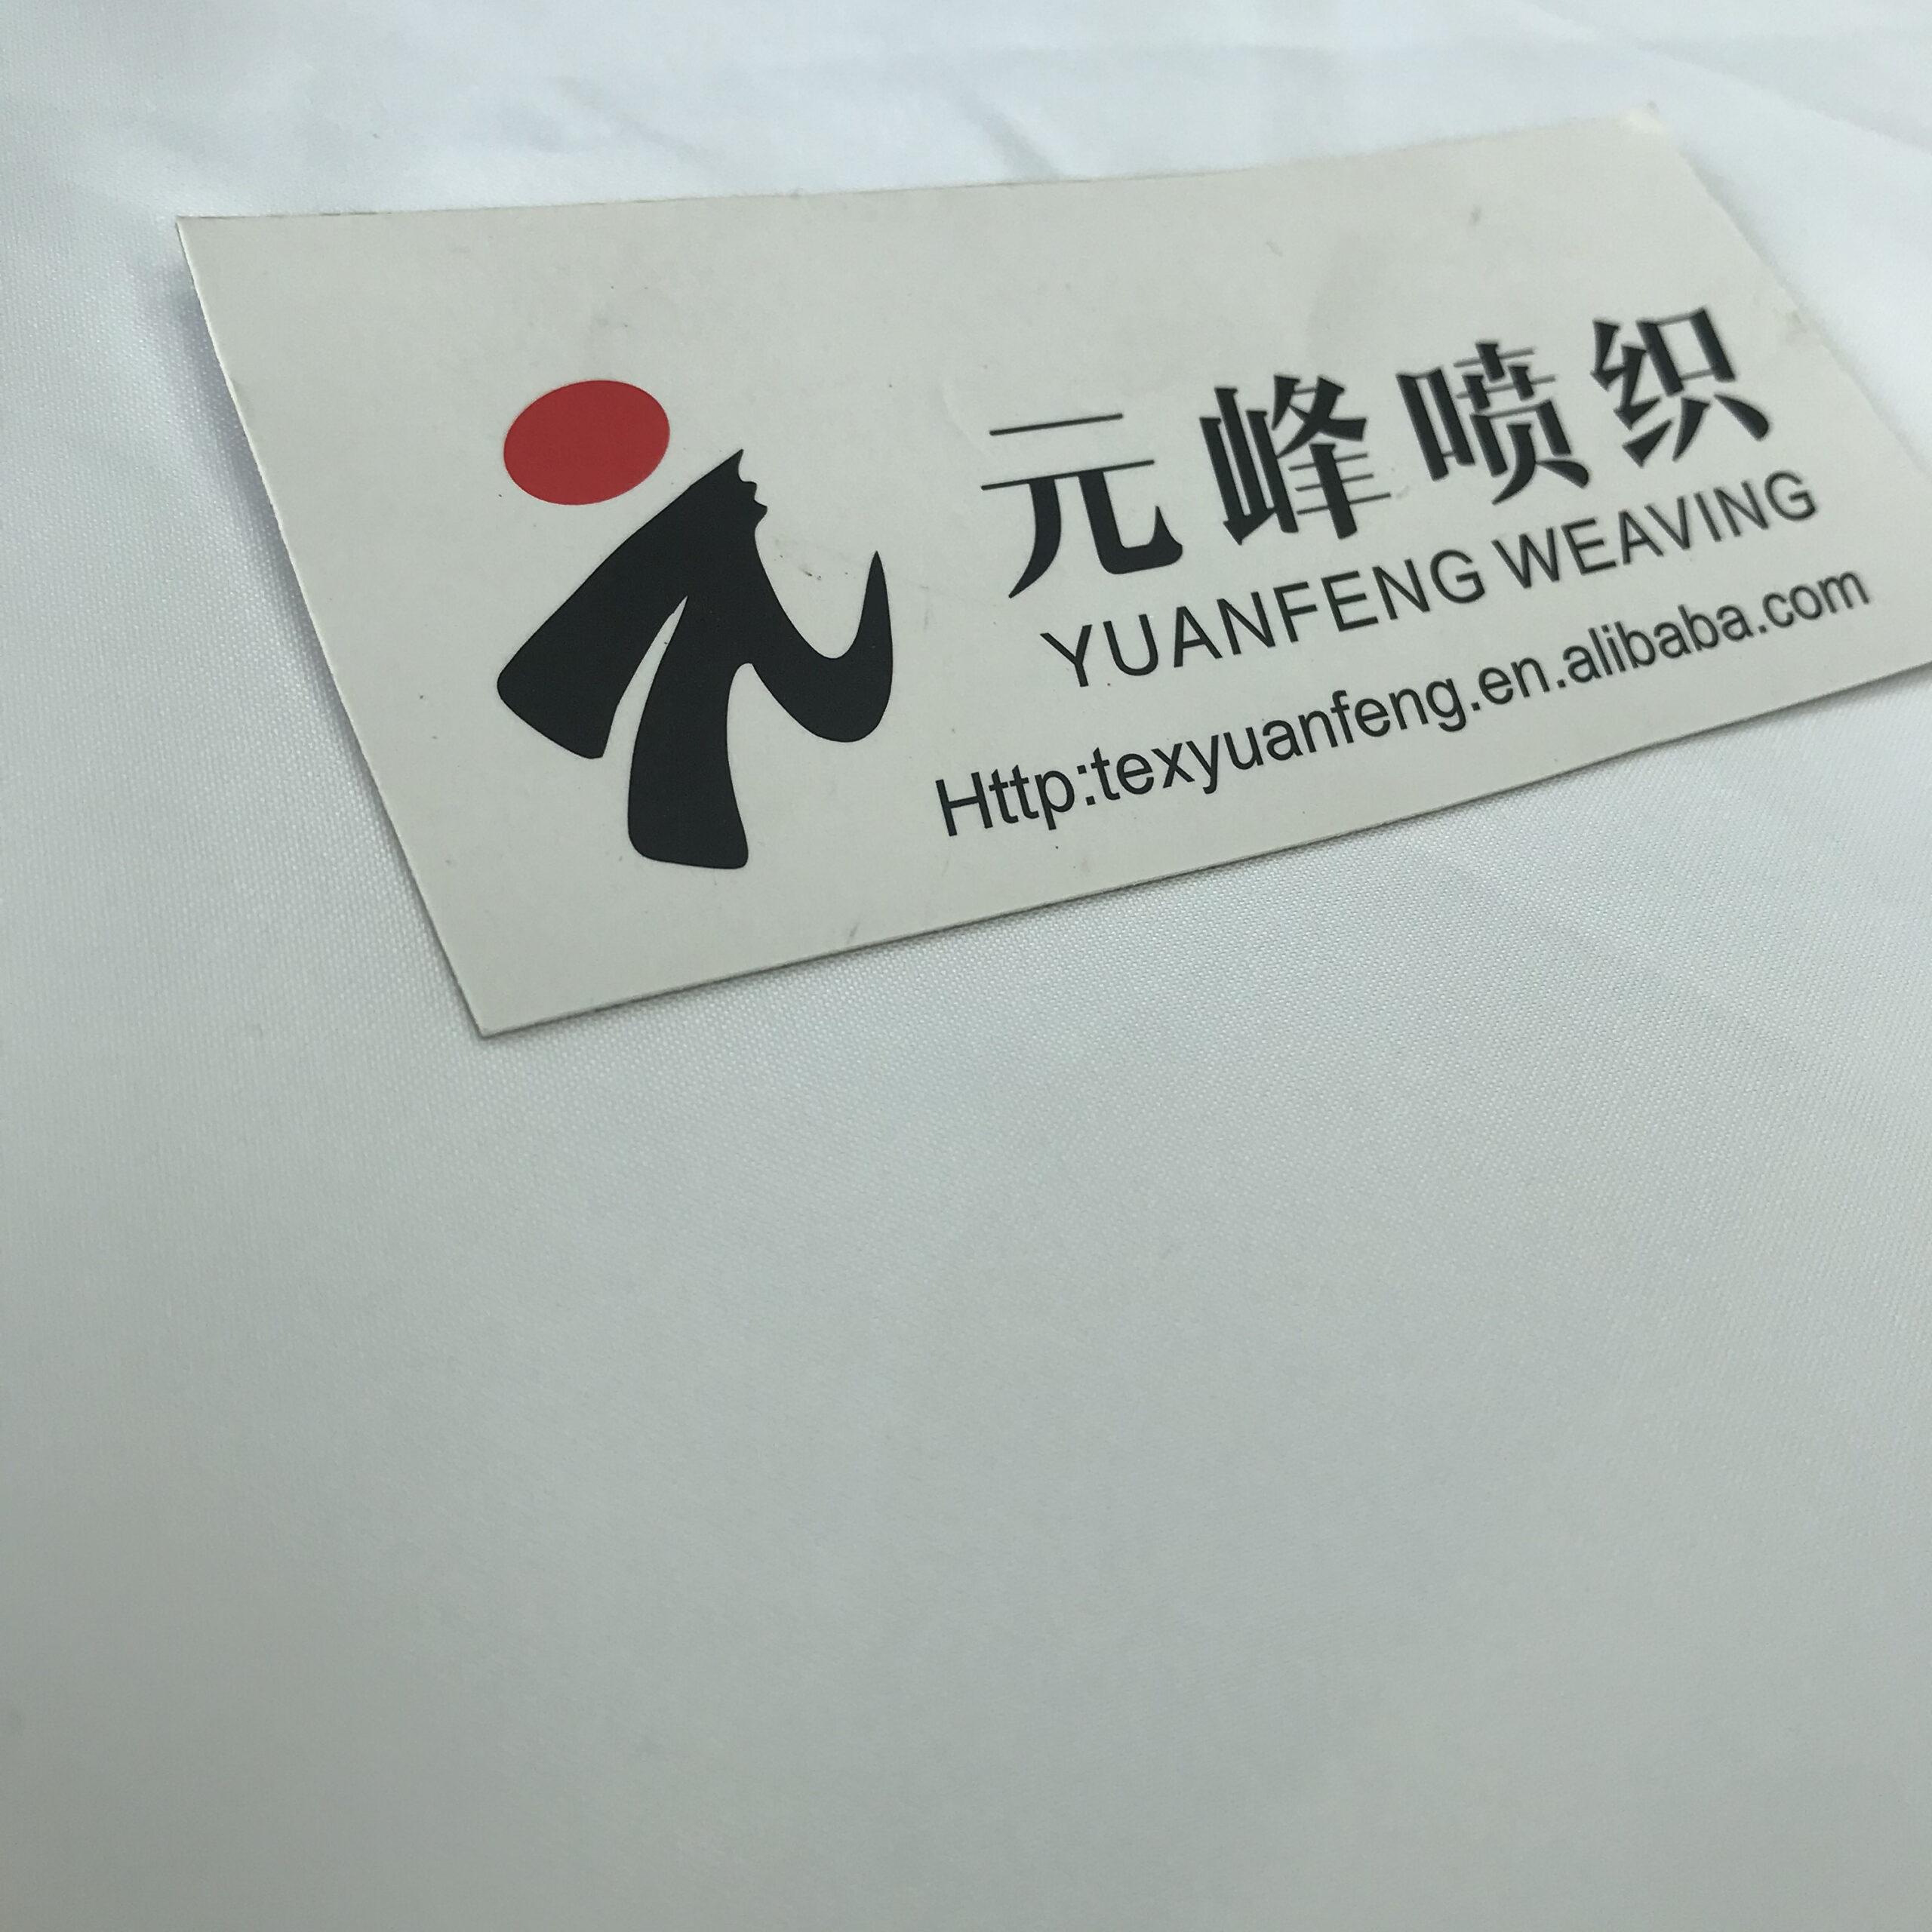 元峰喷织
YUANFENG WEAVING
Http:texyuanfeng.en.alibaba.com